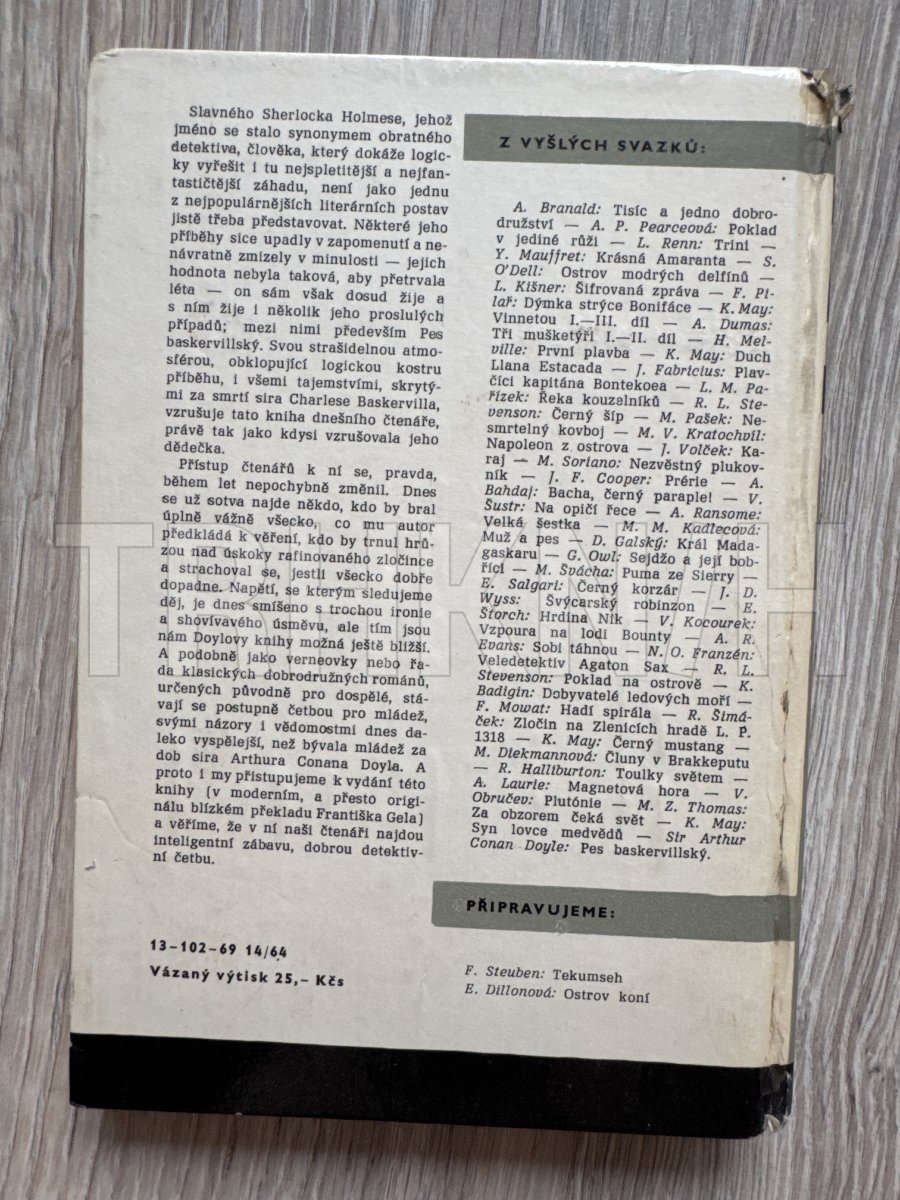 Slavného Sherlocka Holmese, jehož
jméno se stalo synonymem obratného
detektiva, člověka, který dokáže logic-
ky vyřešit i tu nejspletitější a nejfan-
tastičtější záhadu, není jako jednu
z nejpopulárnějších literárních postav
jistě třeba představovat. Některé jeho
příběhy sice upadly v zapomenutí a ne-
návratně zmizely v minulosti — jejich
hodnota nebyla taková, aby přetrvala
léta — on sám však dosud žije a
s ním žije i několik jeho proslulých
případů; mezi nimi především Pes
baskervillský. Svou strašidelnou atmo-
sférou, obklopující logickou kostru
příběhu, i všemi tajemstvími, skrytý-
mi za smrtí sira Charlese Baskervilla,
vzrušuje tato kniha dnešního čtenáře,
právě tak jako kdysi vzrušovala jeho
dědečka.
Přístup čtenářů k ní se, pravda,
během let nepochybně změnil. Dnes
se už sotva najde někdo, kdo by bral
úplně vážně všecko, co mu autor
předkládá k věření, kdo by trnul hrů-
zou nad úskoky rafinovaného zločince
a strachoval se, jestli všecko dobře
dopadne. Napětí, se kterým sledujeme
děj, je dnes smíšeno s trochou ironie
a shovívavého úsměvu, ale tím jsou
nám Doylovy knihy možná ještě bližší.
A podobně jako verneovky nebo řa-
da klasických dobrodružných románů,
určených původně pro dospělé, stá-
vají se postupně četbou pro mládež,
svými názory i vědomostmi dnes da-
leko vyspělejší, než bývala mládež za
dob sira Arthura Conana Doyla. A
proto i my přistupujeme k vydání této
knihy (v moderním, a přesto origi-
nálu blízkém překladu Františka Gela)
a věříme, že v ní naši čtenáři najdou
inteligentní zábavu, dobrou detektiv-
ní četbu.
13-102-69 14/64
Vázaný výtisk 25,- Kčs
Z VYŠLÝCH SVAZKŮ:
A. Branald: Tisíc a jedno dobro-
družství — A. P. Pearceová: Poklad
v jediné růži — L. Renn: Trini —
Y. Mauffret: Krásná Amaranta — S.
O'Dell: Ostrov modrých delfínů —
L. Kišner: Šifrovaná zpráva — F. Pi-
lař: Dýmka strýce Bonifáce — K. May:
Vinnetou I.—III. díl — A. Dumas:
Tři mušketýři I.—II. díl — H. Mel-
ville: První plavba — K. May: Duch
Llana Estacada — J. Fabricius: Plav-
číci kapitána Bontekoea — L. M. Pa-
řízek: Řeka kouzelníků — R. L. Ste-
venson: Černý šíp — M. Pašek: Ne-
smrtelný kovboj — M. V. Kratochvíl:
Napoleon z ostrova — J. Volček: Ka-
raj — M. Soriano: Nezvěstný plukov-
ník — J. F. Cooper: Prérie — A.
Bahdaj: Bacha, černý paraple! — V.
Šustr: Na opičí řece — A. Ransome:
Velká šestka — M. M. Kadlecová:
Muž a pes — D. Galský: Král Mada-
gaskaru — G. Owl: Sejdžo a její bob-
říci — M. Švácha: Puma ze Sierry —
E. Salgari: Černý korzár — J. D.
Wyss: Švýcarský robinzon — E.
Štorch: Hrdina Nik — V. Kocourek:
Vzpoura na lodi Bounty — A. R.
Evans: Sobi táhnou — N. O. Franzén:
Veledetektiv Agaton Sax — R. L.
Stevenson: Poklad na ostrově — K.
Badigin: Dobyvatelé ledových moří —
F. Mowat: Hadí spirála — R. Šimá-
ček: Zločin na Zlenicích hradě L. P.
1318 — K. May: Černý mustang —
M. Diekmannová: Čluny v Brakkeputu
— R. Halliburton: Toulky světem —
A. Laurie: Magnetová hora — V.
Obručev: Plutónie — M. Z. Thomas:
Za obzorem čeká svět — K. May:
Syn lovce medvědů — Sir Arthur
Conan Doyle: Pes baskervillský.
PŘIPRAVUJEME:
F. Steuben: Tekumseh
E. Dillonová: Ostrov koní
TRHKNIH